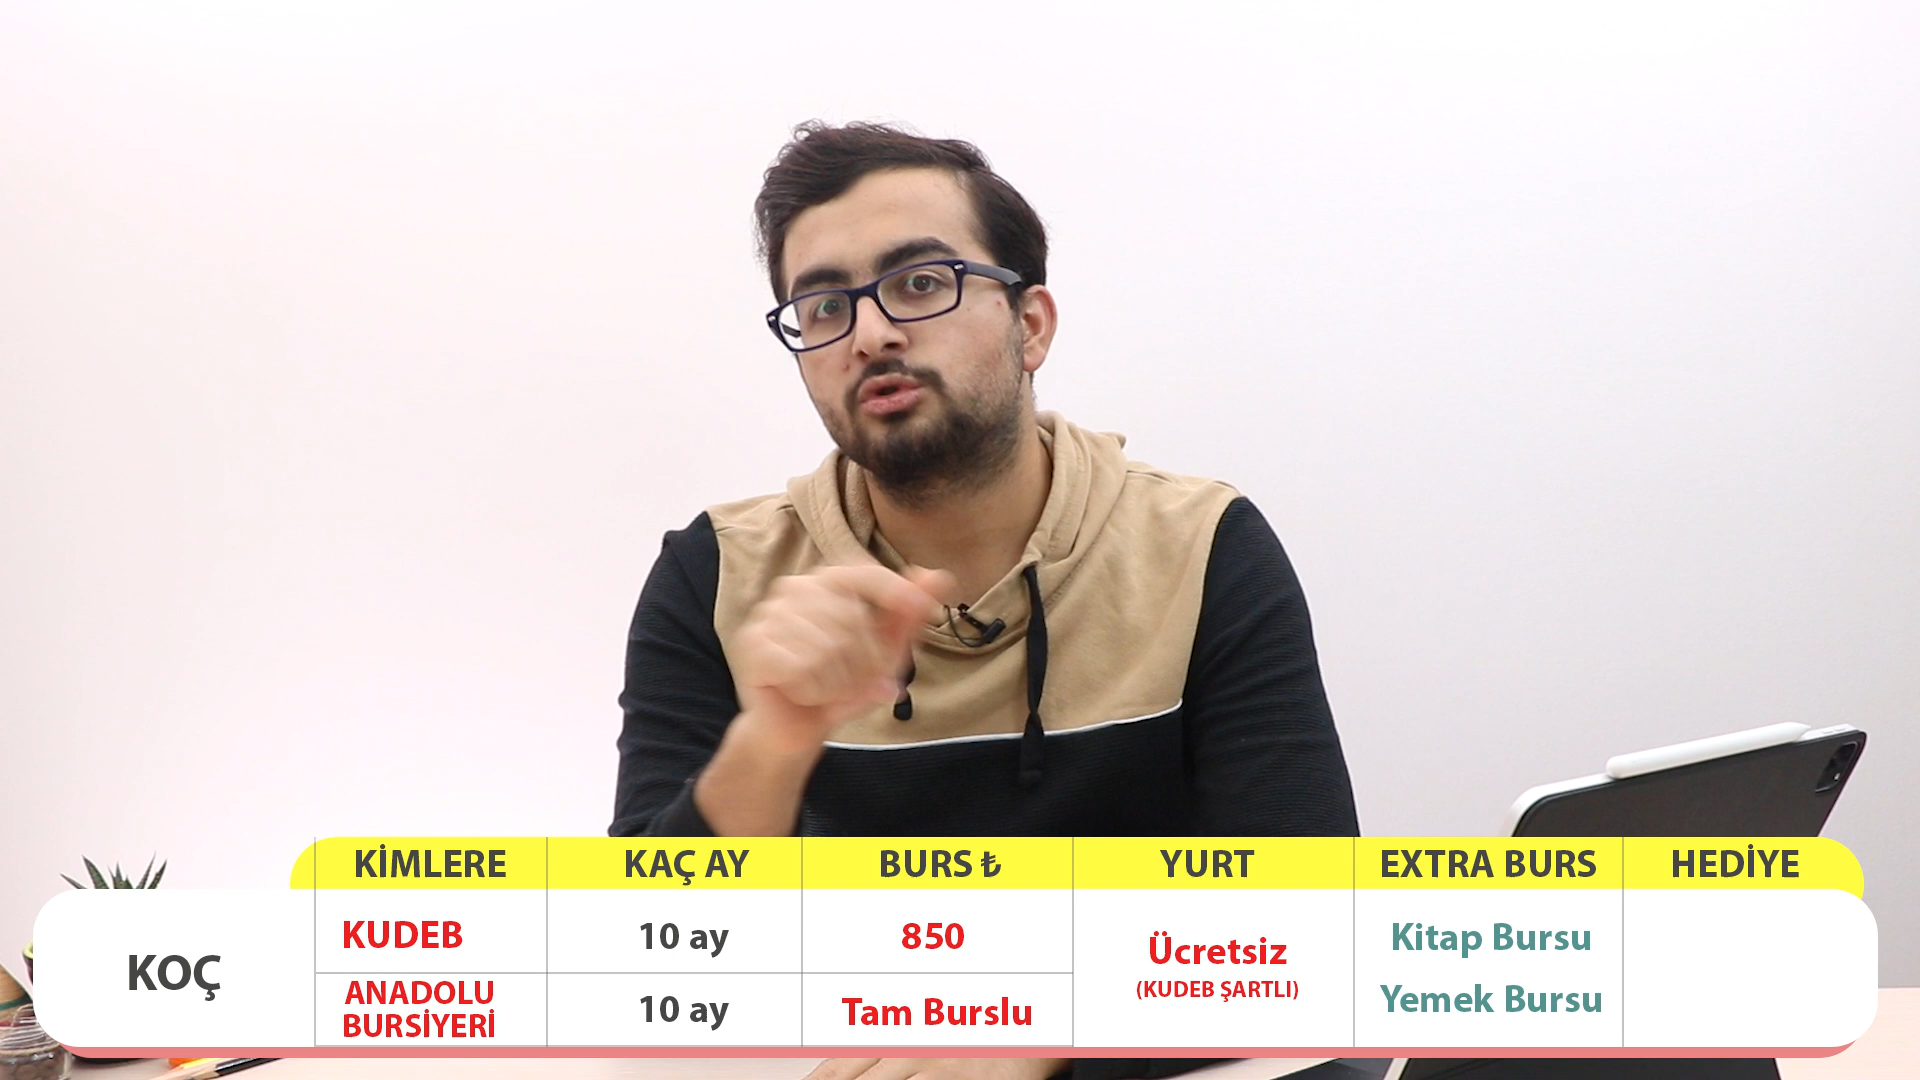 KİMLERE KAÇ AY BURS ₺ YURT EXTRA BURS HEDİYE
KOÇ
KUDEB 10 ay 850
ANADOLU
BURSİYERİ
10 ay Tam Burslu
Ücretsiz
(KUDEB ŞARTLI)
Kitap Bursu
Yemek Bursu